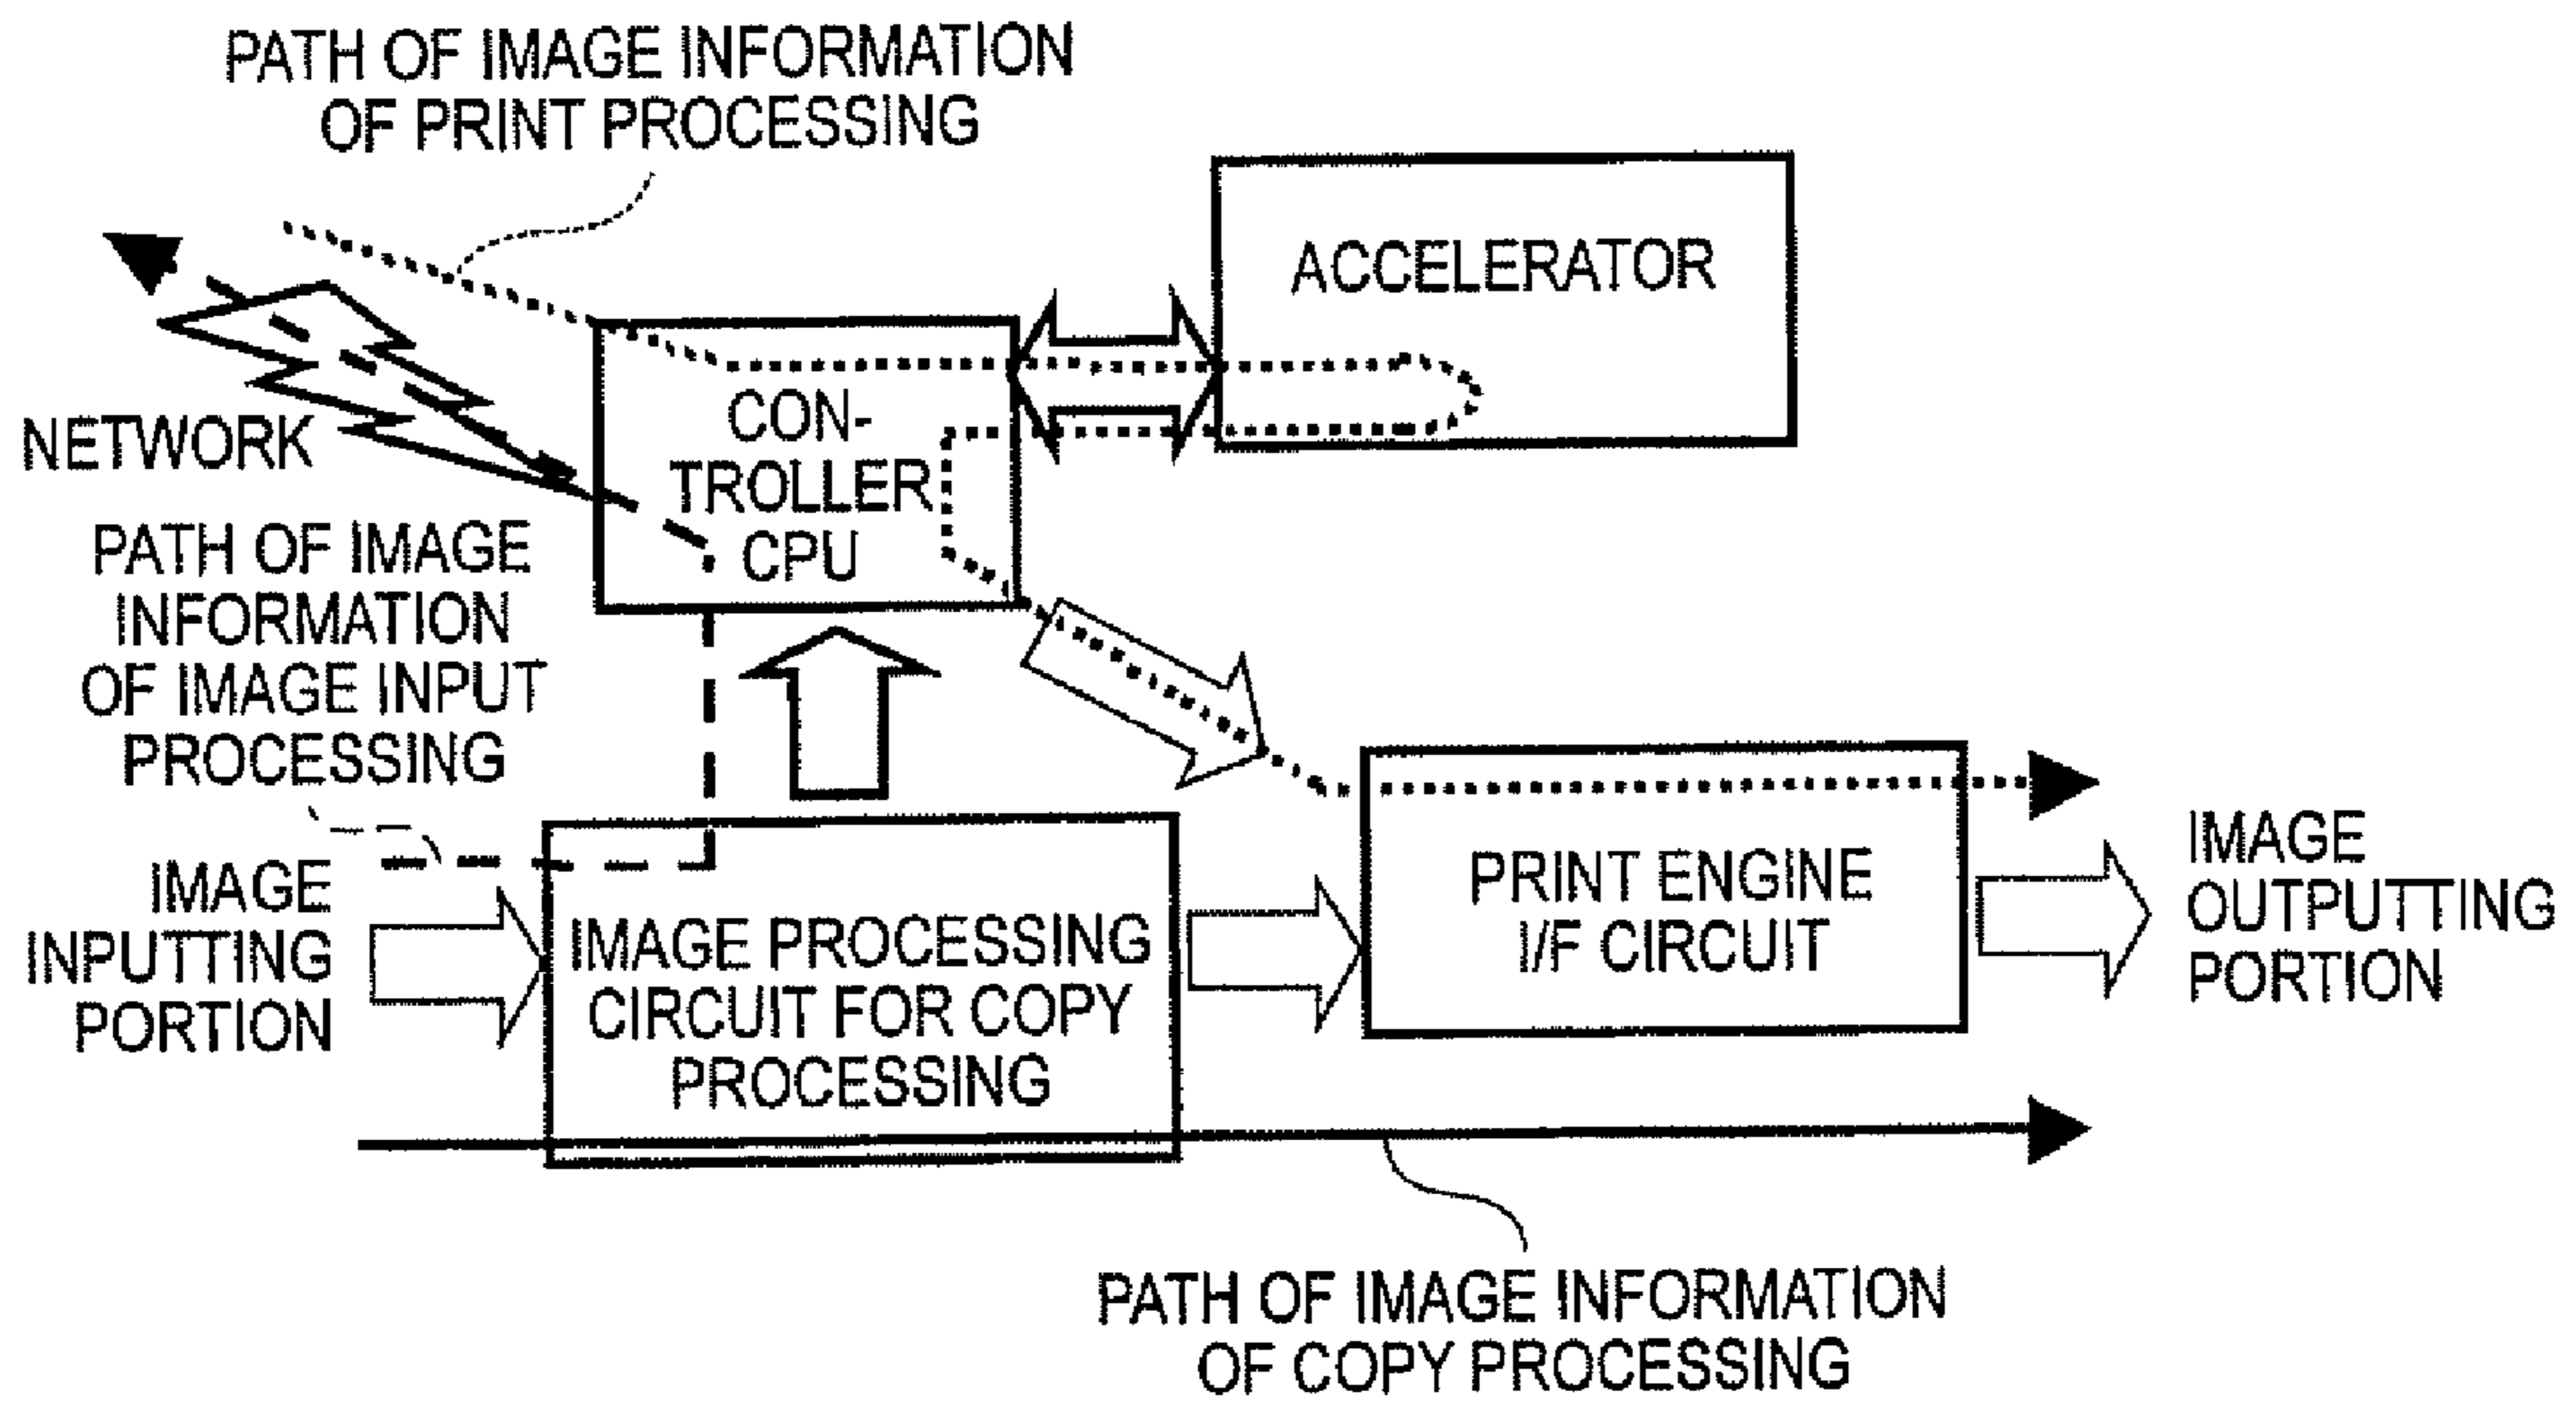 PATH OF IMAGE INFORMATION
OF PRINT PROCESSING
ACCELERATOR
CON-
TROLLER
CPU
NETWORK
PATH OF IMAGE
INFORMATION
OF IMAGE INPUT
PROCESSING
IMAGE
INPUTTING
PORTION
IMAGE PROCESSING
CIRCUIT FOR COPY
PROCESSING
PRINT ENGINE
I/F CIRCUIT
IMAGE
OUTPUTTING
PORTION
PATH OF IMAGE INFORMATION
OF COPY PROCESSING